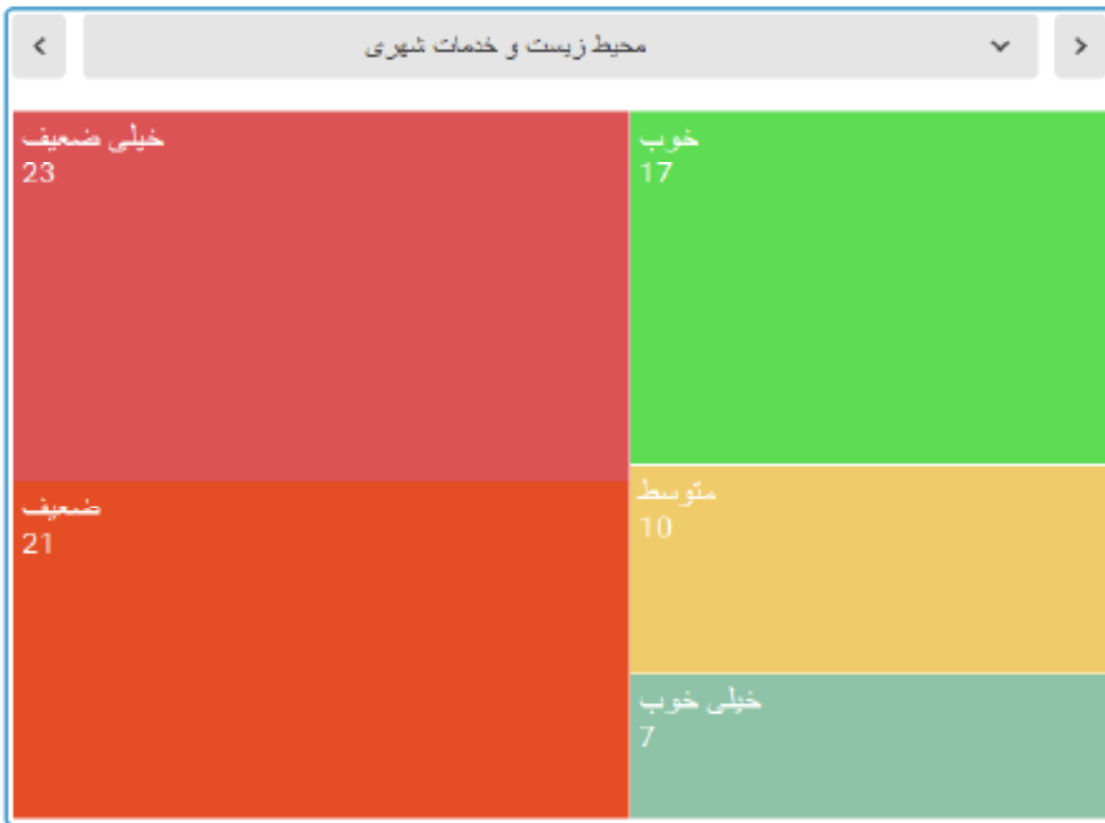 محیط زیست و خدمات شهری
خیلی ضعیف
23
خوب
17
ضعیف
21
متوسط
10
خیلی خوب
7